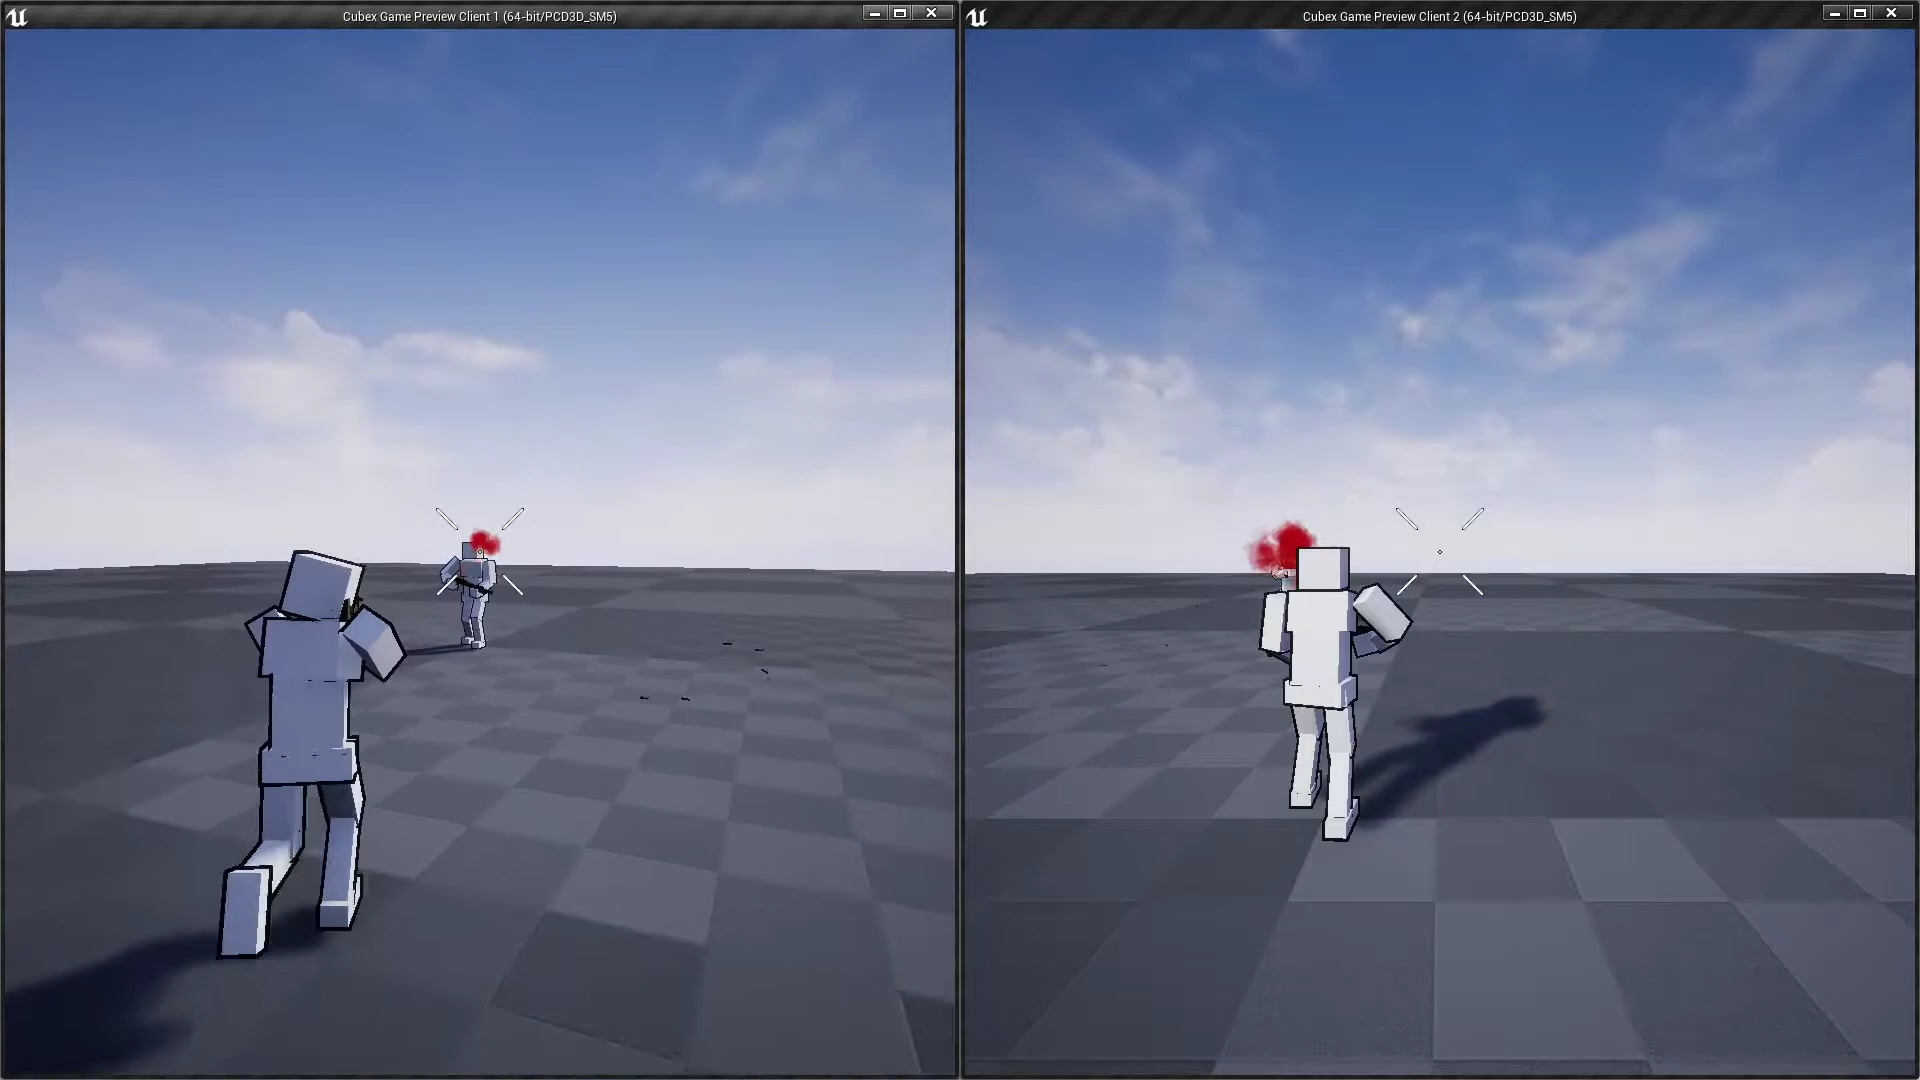 Cubex Game Preview Client 1 (64-bit/PCD3D_SM5)
Cubex Game Preview Client 2 (64-bit/PCD3D_SM5)